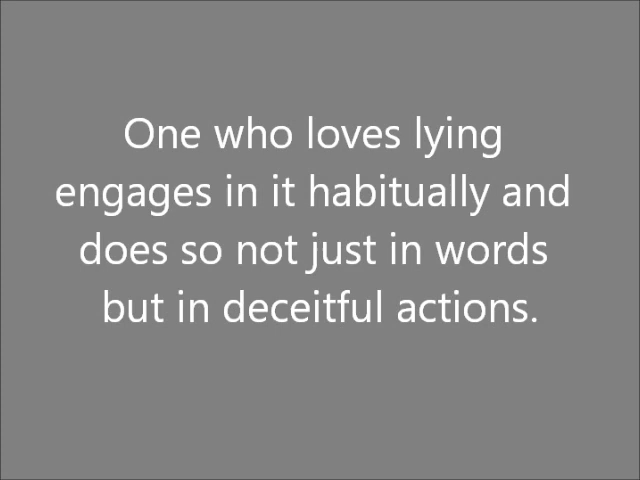 One who loves lying
engages in it habitually and
does so not just in words
but in deceitful actions.